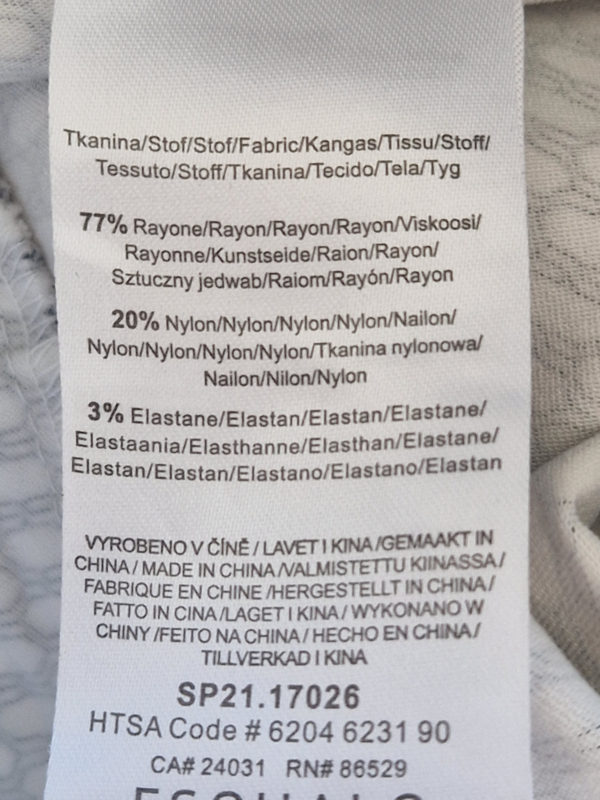 Tkanina/Stof/Stof/Fabric/Kangas/Tissu/Stoff/
Tessuto/Stoff/Tkanina/Tecido/Tela/Tyg
77% Rayone/Rayon/Rayon/Rayon/Viskoosi/
Rayonne/Kunstseide/Raion/Rayon/
Sztuczny jedwab/Raiom/Rayón/Rayon
20% Nylon/Nylon/Nylon/Nylon/Nailon/
Nylon/Nylon/Nylon/Nylon/Tkanina nylonowa/
Nailon/Nilon/Nylon
3% Elastane/Elastan/Elastan/Elastane/
Elastaania/Elasthanne/Elasthan/Elastane/
Elastan/Elastan/Elastano/Elastano/Elastan
VYROBENO V ČÍNĚ / LAVET I KINA /GEMAAKT IN
CHINA / MADE IN CHINA /VALMISTETTU KIINASSA /
FABRIQUE EN CHINE /HERGESTELLT IN CHINA /
FATTO IN CINA /LAGET I KINA / WYKONANO W
CHINY /FEITO NA CHINA / HECHO EN CHINA /
TILLVERKAD I KINA
SP21.17026
HTSA Code # 6204 6231 90
CA# 24031 RN# 86529